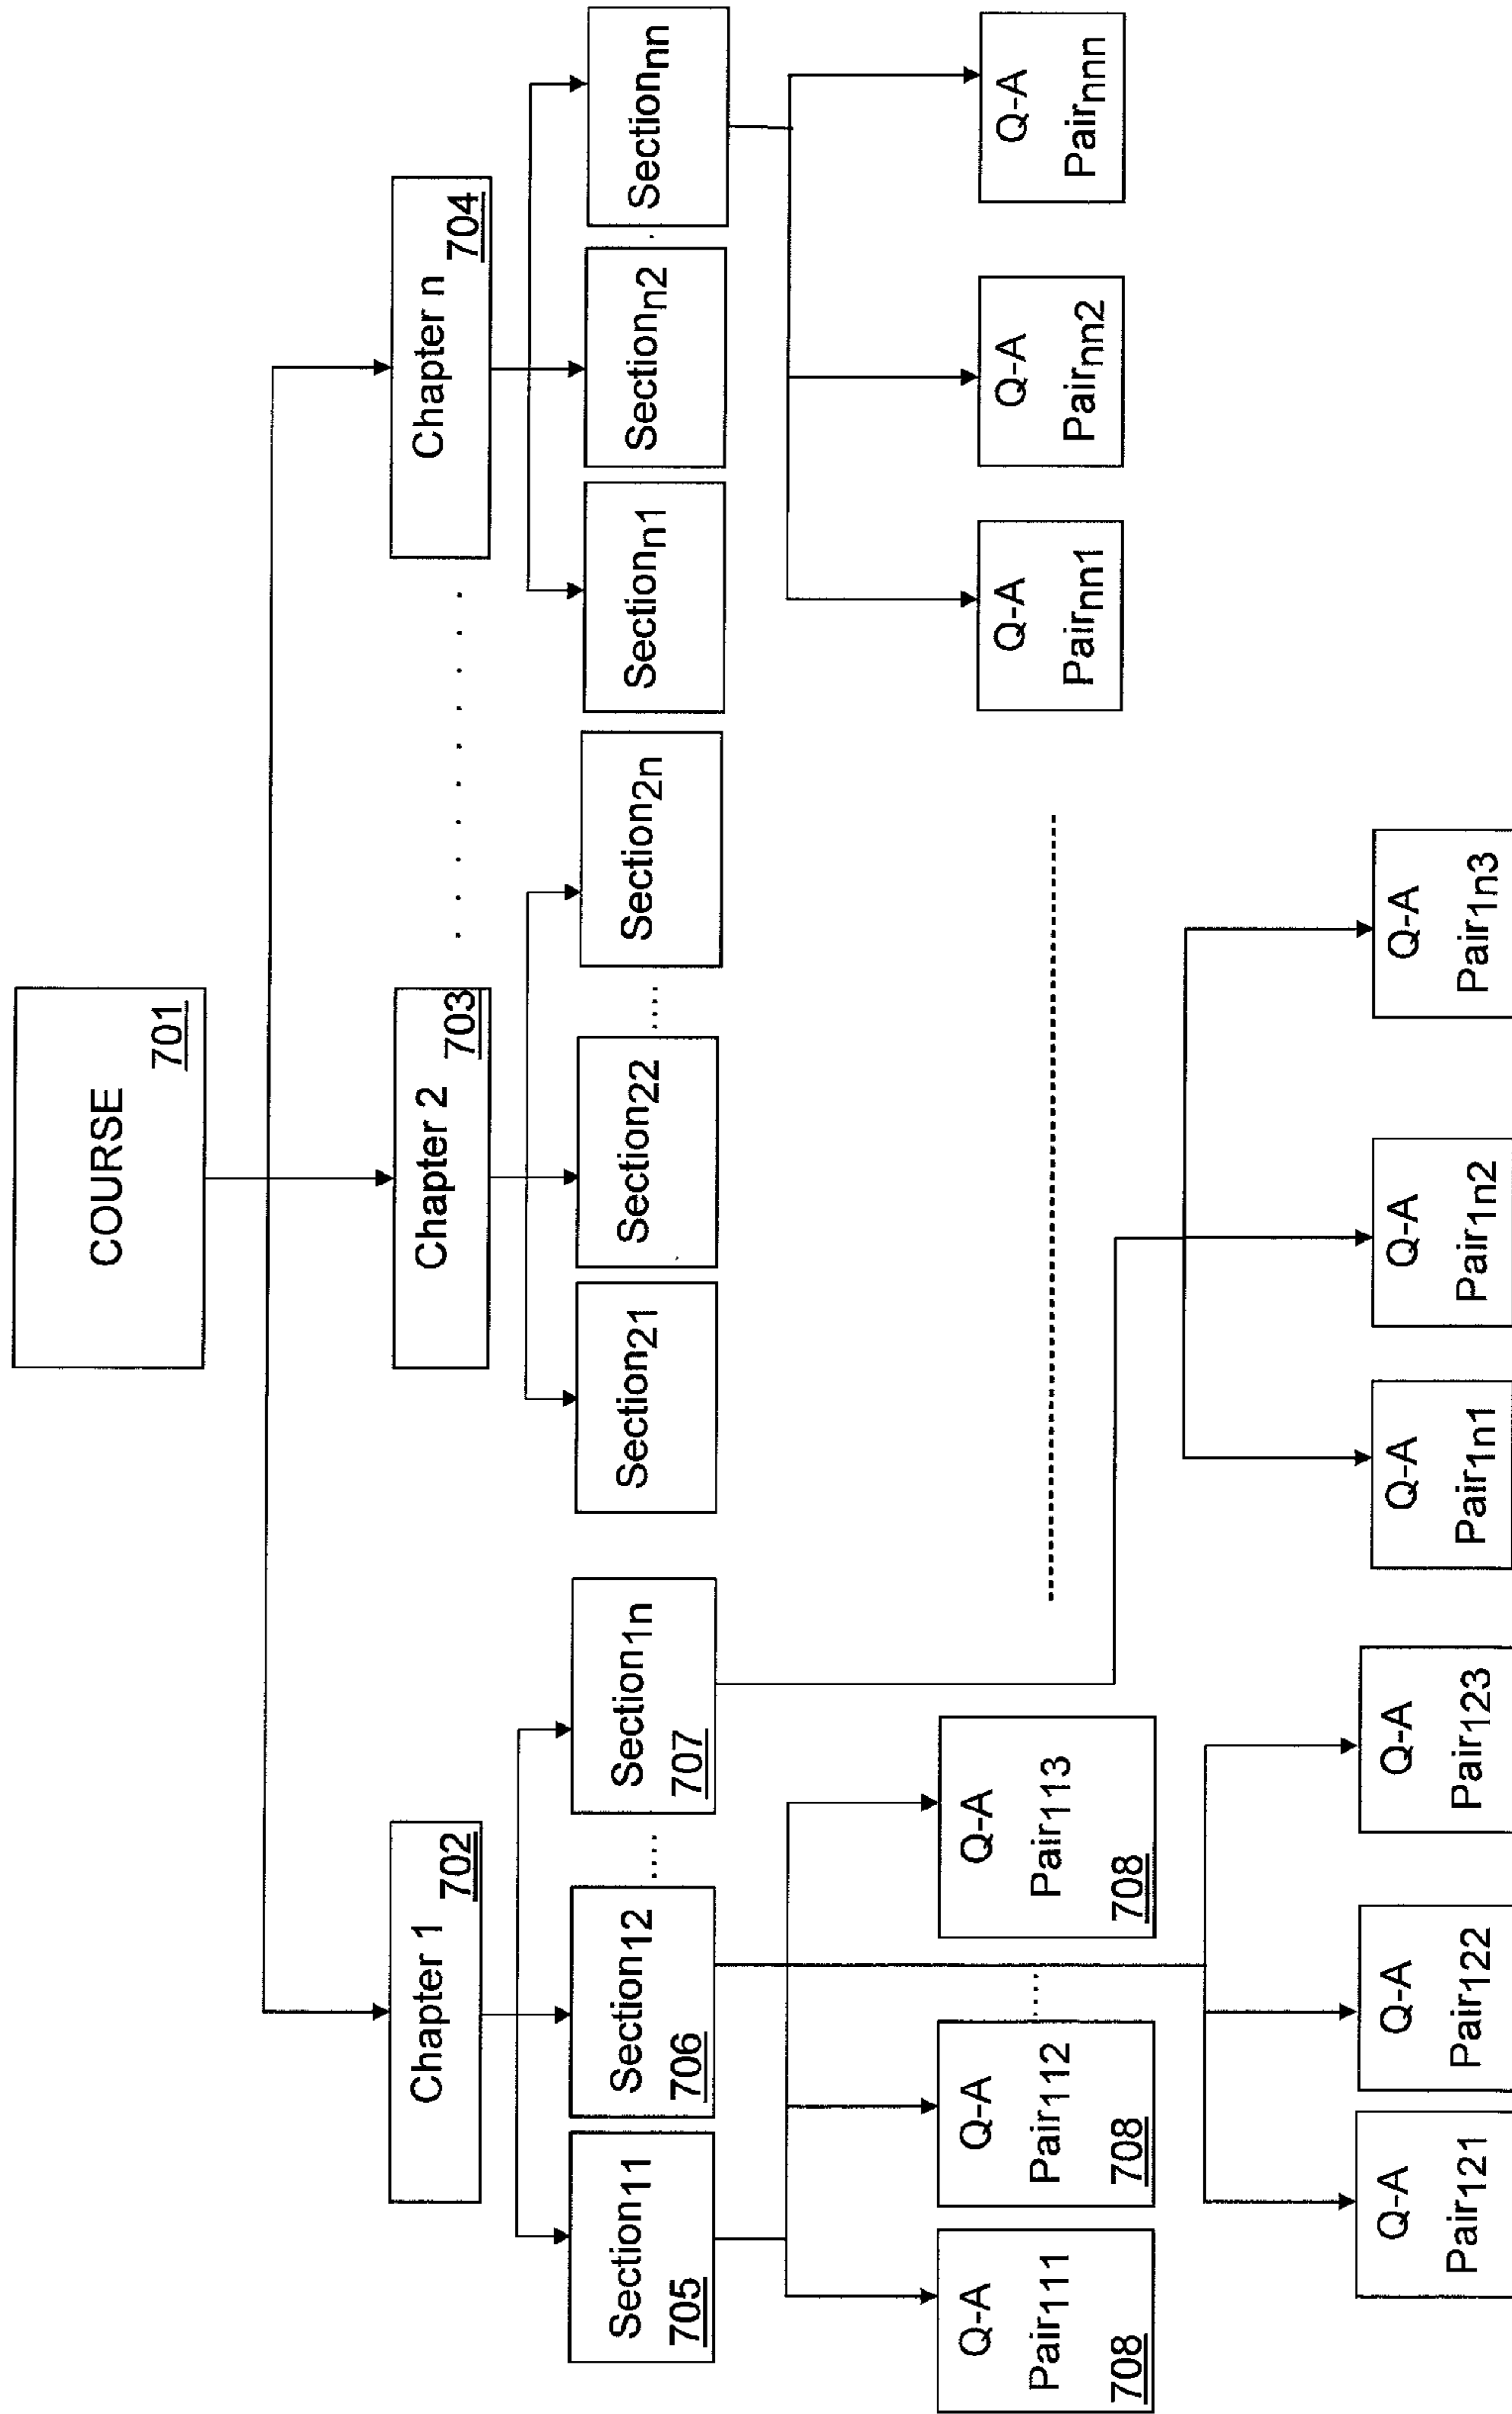 COURSE
701
Chapter 1
702
Chapter 2
703
. . . . . . . . . .
Chapter n
704
Section11
705
Section12
706
....
Section1n
707
Section21
Section22
....
Section2n
Sectionn1
Sectionn2
.
Sectionnn
Q-A
Pair111
708
Q-A
Pair112
708
.....
Q-A
Pair113
708
Q-A
Pairnn1
Q-A
Pairnn2
Q-A
Pairnnn
Q-A
Pair121
Q-A
Pair122
Q-A
Pair123
Q-A
Pair1n1
Q-A
Pair1n2
Q-A
Pair1n3